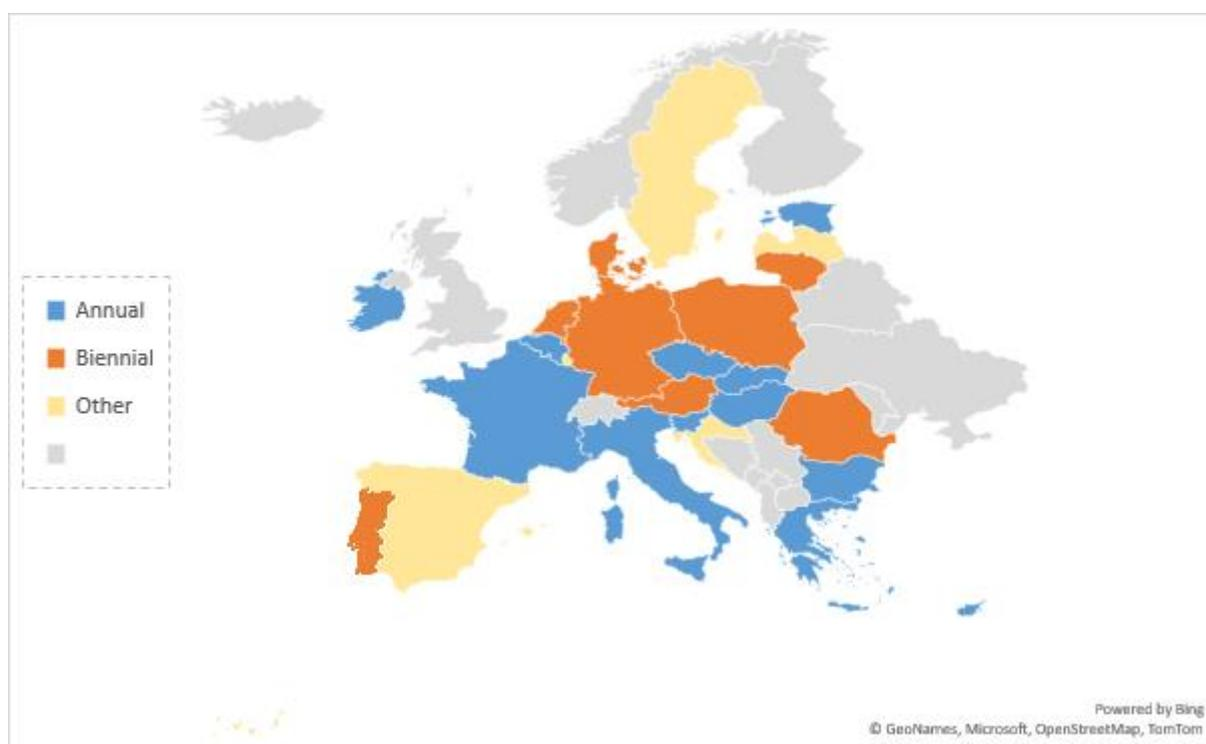 Annual
Biennial
Other
Powered by Bing
© GeoNames, Microsoft, OpenStreetMap, TomTom